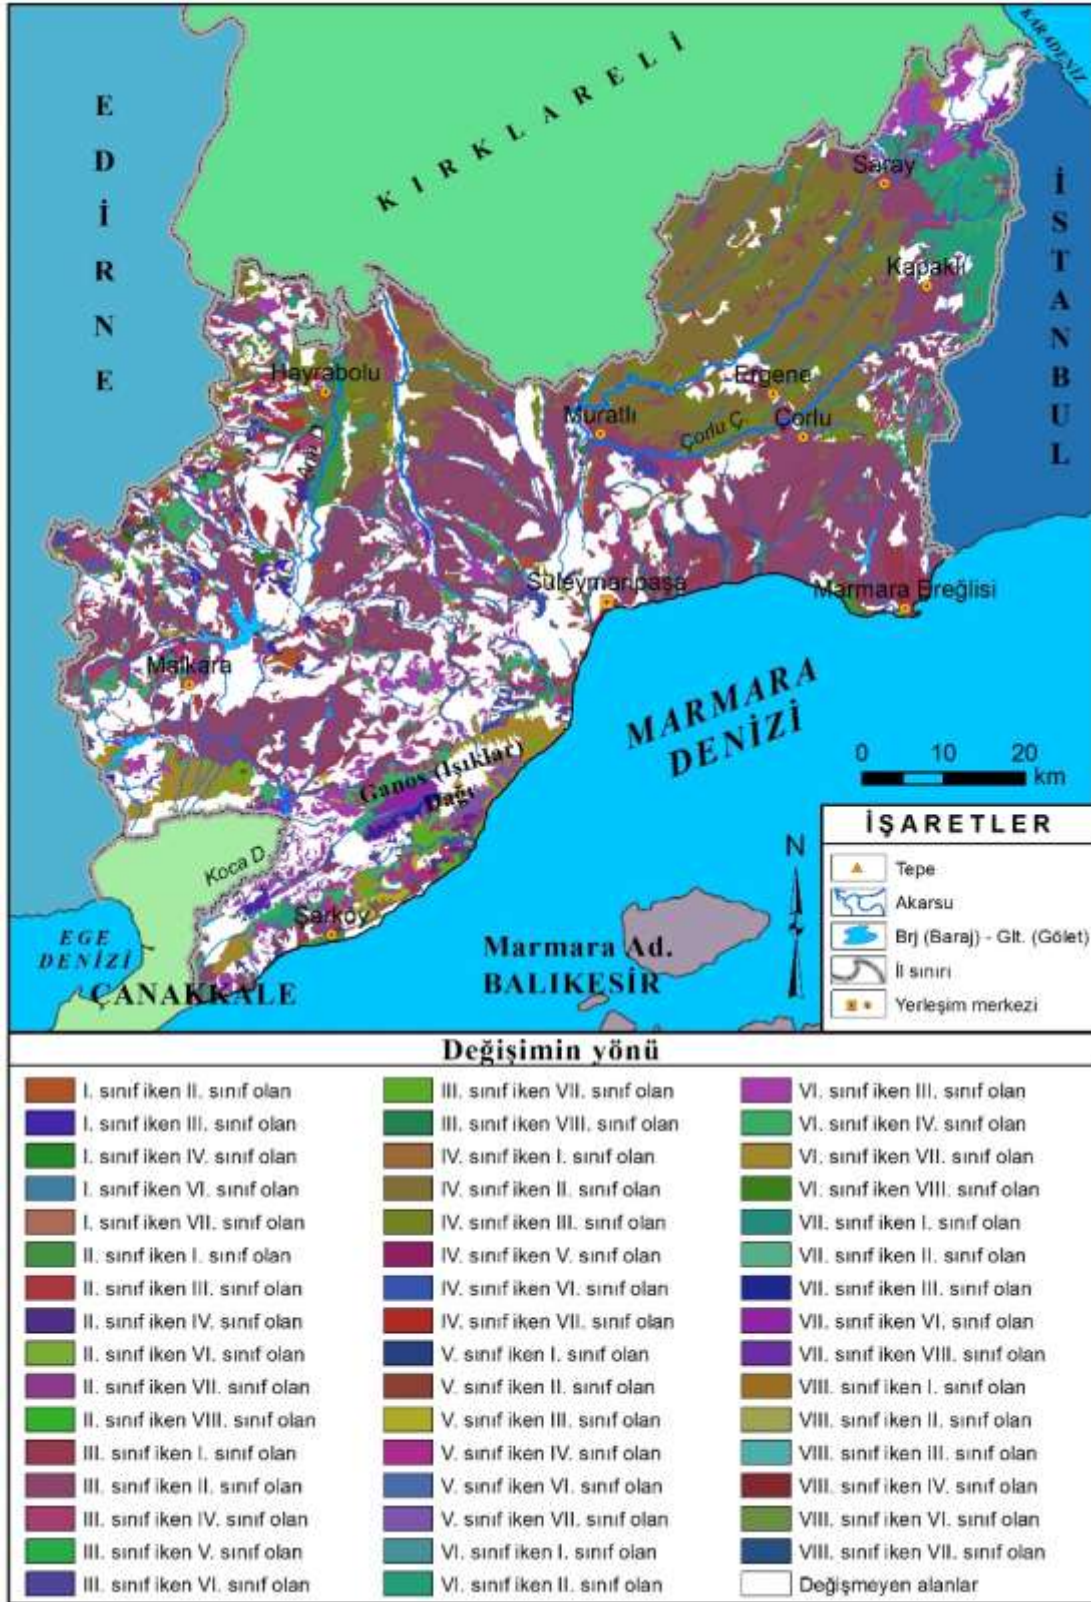 KARADENİZ
EDİRNE
KIRKLARELİ
İSTANBUL
Saray
Kapaklı
Hayrabolu
Ergene
Muratlı
Çorlu Ç.
Çorlu
Süleymanpaşa
Marmara Ereğlisi
Malkara
MARMARA
DENİZİ
0 10 20
km
Ganos (Işıklar)
Dağı
Koca D.
Şarköy
EGE
DENİZİ
ÇANAKKALE
Marmara Ad.
BALIKESİR
N
İŞARETLER
Tepe
Akarsu
Brj (Baraj) - Glt. (Gölet)
İl sınırı
Yerleşim merkezi
Değişimin yönü
I. sınıf iken II. sınıf olan
I. sınıf iken III. sınıf olan
I. sınıf iken IV. sınıf olan
I. sınıf iken VI. sınıf olan
I. sınıf iken VII. sınıf olan
II. sınıf iken I. sınıf olan
II. sınıf iken III. sınıf olan
II. sınıf iken IV. sınıf olan
II. sınıf iken VI. sınıf olan
II. sınıf iken VII. sınıf olan
II. sınıf iken VIII. sınıf olan
III. sınıf iken I. sınıf olan
III. sınıf iken II. sınıf olan
III. sınıf iken IV. sınıf olan
III. sınıf iken V. sınıf olan
III. sınıf iken VI. sınıf olan
III. sınıf iken VII. sınıf olan
III. sınıf iken VIII. sınıf olan
IV. sınıf iken I. sınıf olan
IV. sınıf iken II. sınıf olan
IV. sınıf iken III. sınıf olan
IV. sınıf iken V. sınıf olan
IV. sınıf iken VI. sınıf olan
IV. sınıf iken VII. sınıf olan
V. sınıf iken I. sınıf olan
V. sınıf iken II. sınıf olan
V. sınıf iken III. sınıf olan
V. sınıf iken IV. sınıf olan
V. sınıf iken VI. sınıf olan
V. sınıf iken VII. sınıf olan
VI. sınıf iken I. sınıf olan
VI. sınıf iken II. sınıf olan
VI. sınıf iken III. sınıf olan
VI. sınıf iken IV. sınıf olan
VI. sınıf iken VII. sınıf olan
VI. sınıf iken VIII. sınıf olan
VII. sınıf iken I. sınıf olan
VII. sınıf iken II. sınıf olan
VII. sınıf iken III. sınıf olan
VII. sınıf iken VI. sınıf olan
VII. sınıf iken VIII. sınıf olan
VIII. sınıf iken I. sınıf olan
VIII. sınıf iken II. sınıf olan
VIII. sınıf iken III. sınıf olan
VIII. sınıf iken IV. sınıf olan
VIII. sınıf iken VI. sınıf olan
VIII. sınıf iken VII. sınıf olan
Değişmeyen alanlar